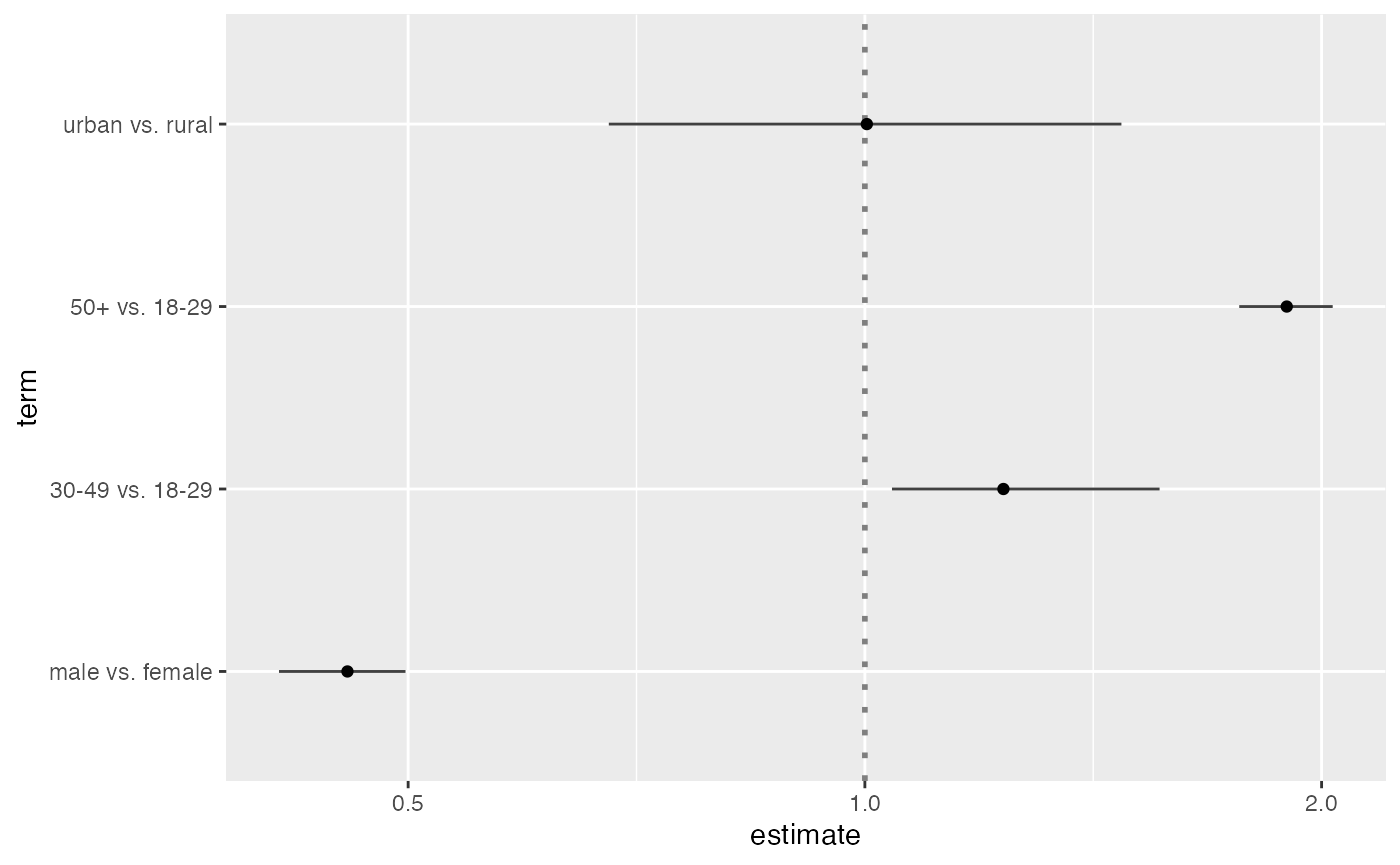 urban vs. rural
50+ vs. 18-29
term
30-49 vs. 18-29
male vs. female
0.5 1.0 2.0
estimate